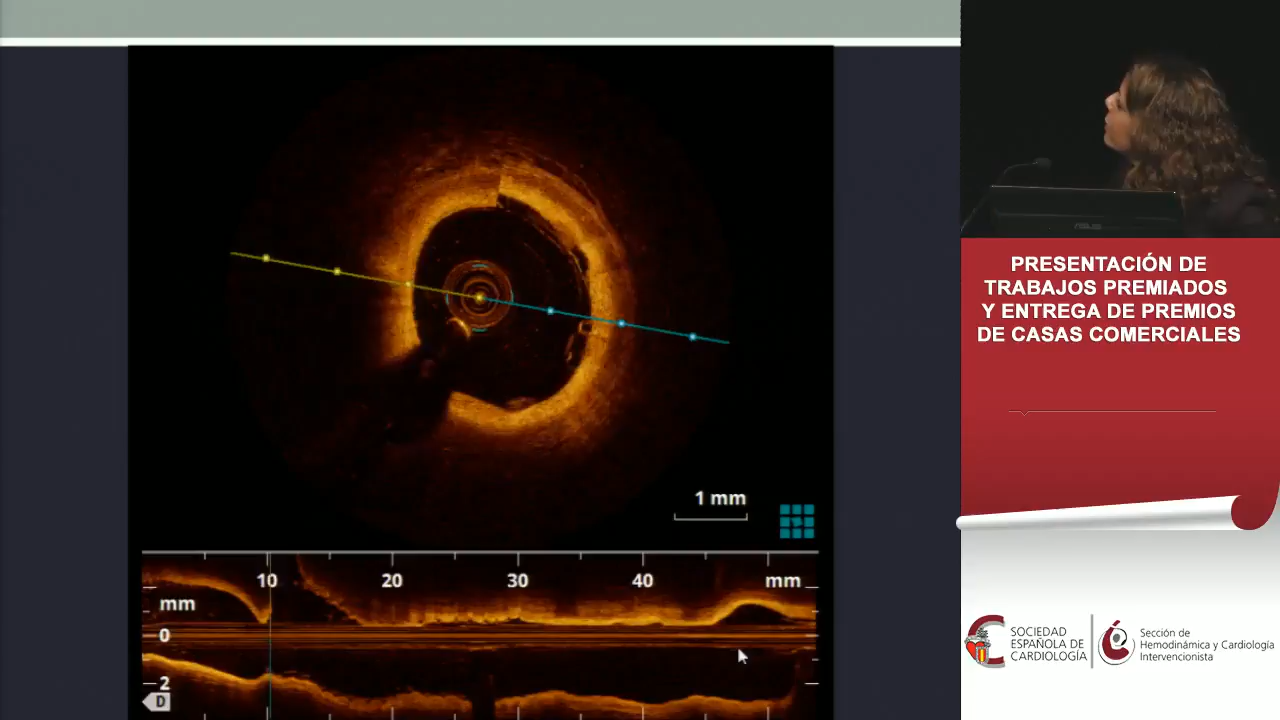 PRESENTACIÓN DE
TRABAJOS PREMIADOS
Y ENTREGA DE PREMIOS
DE CASAS COMERCIALES
1 mm
10 20 30 40 mm
mm
0
2
D
SOCIEDAD
ESPAÑOLA DE
CARDIOLOGÍA
Sección de
Hemodinámica y Cardiología
Intervencionista